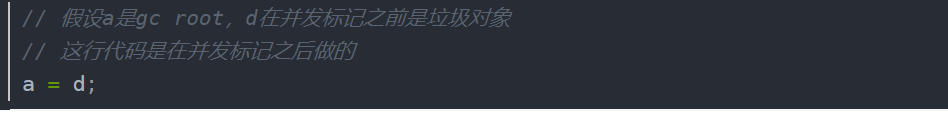 // 假设a是gc root，d在并发标记之前是垃圾对象
// 这行代码是在并发标记之后做的
a = d;